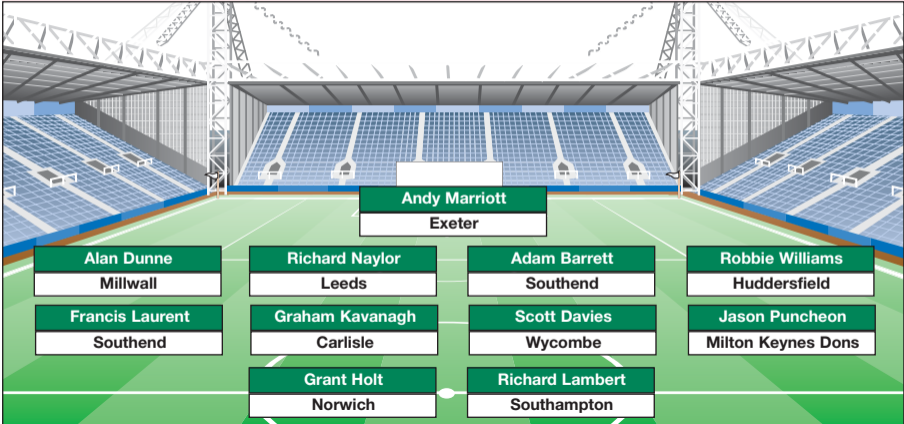 Andy Marriott
Exeter
Alan Dunne
Millwall
Richard Naylor
Leeds
Adam Barrett
Southend
Robbie Williams
Huddersfield
Francis Laurent
Southend
Graham Kavanagh
Carlisle
Scott Davies
Wycombe
Jason Puncheon
Milton Keynes Dons
Grant Holt
Norwich
Richard Lambert
Southampton